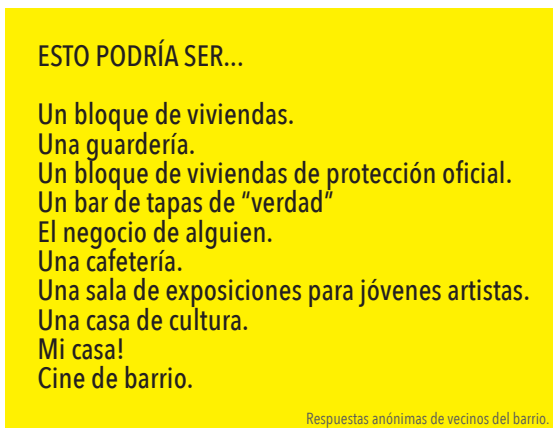 ESTO PODRÍA SER...
Un bloque de viviendas.
Una guardería.
Un bloque de viviendas de protección oficial.
Un bar de tapas de “verdad”
El negocio de alguien.
Una cafetería.
Una sala de exposiciones para jóvenes artistas.
Una casa de cultura.
Mi casa!
Cine de barrio.
Respuestas anónimas de vecinos del barrio.